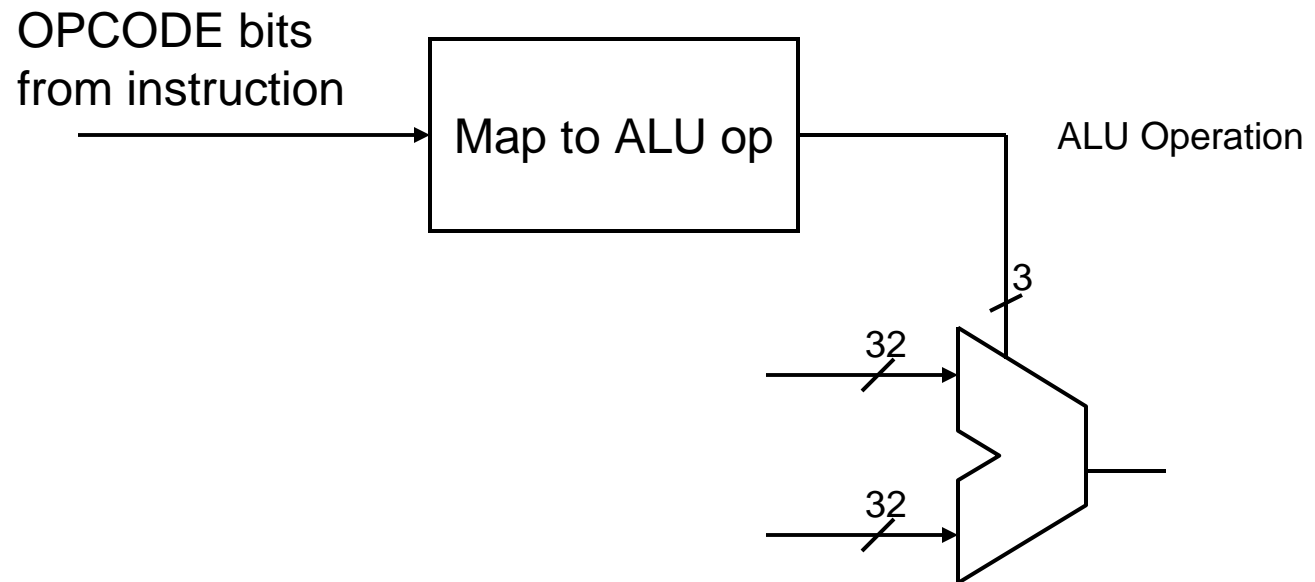 OPCODE bits
from instruction
Map to ALU op
ALU Operation
3
32
32